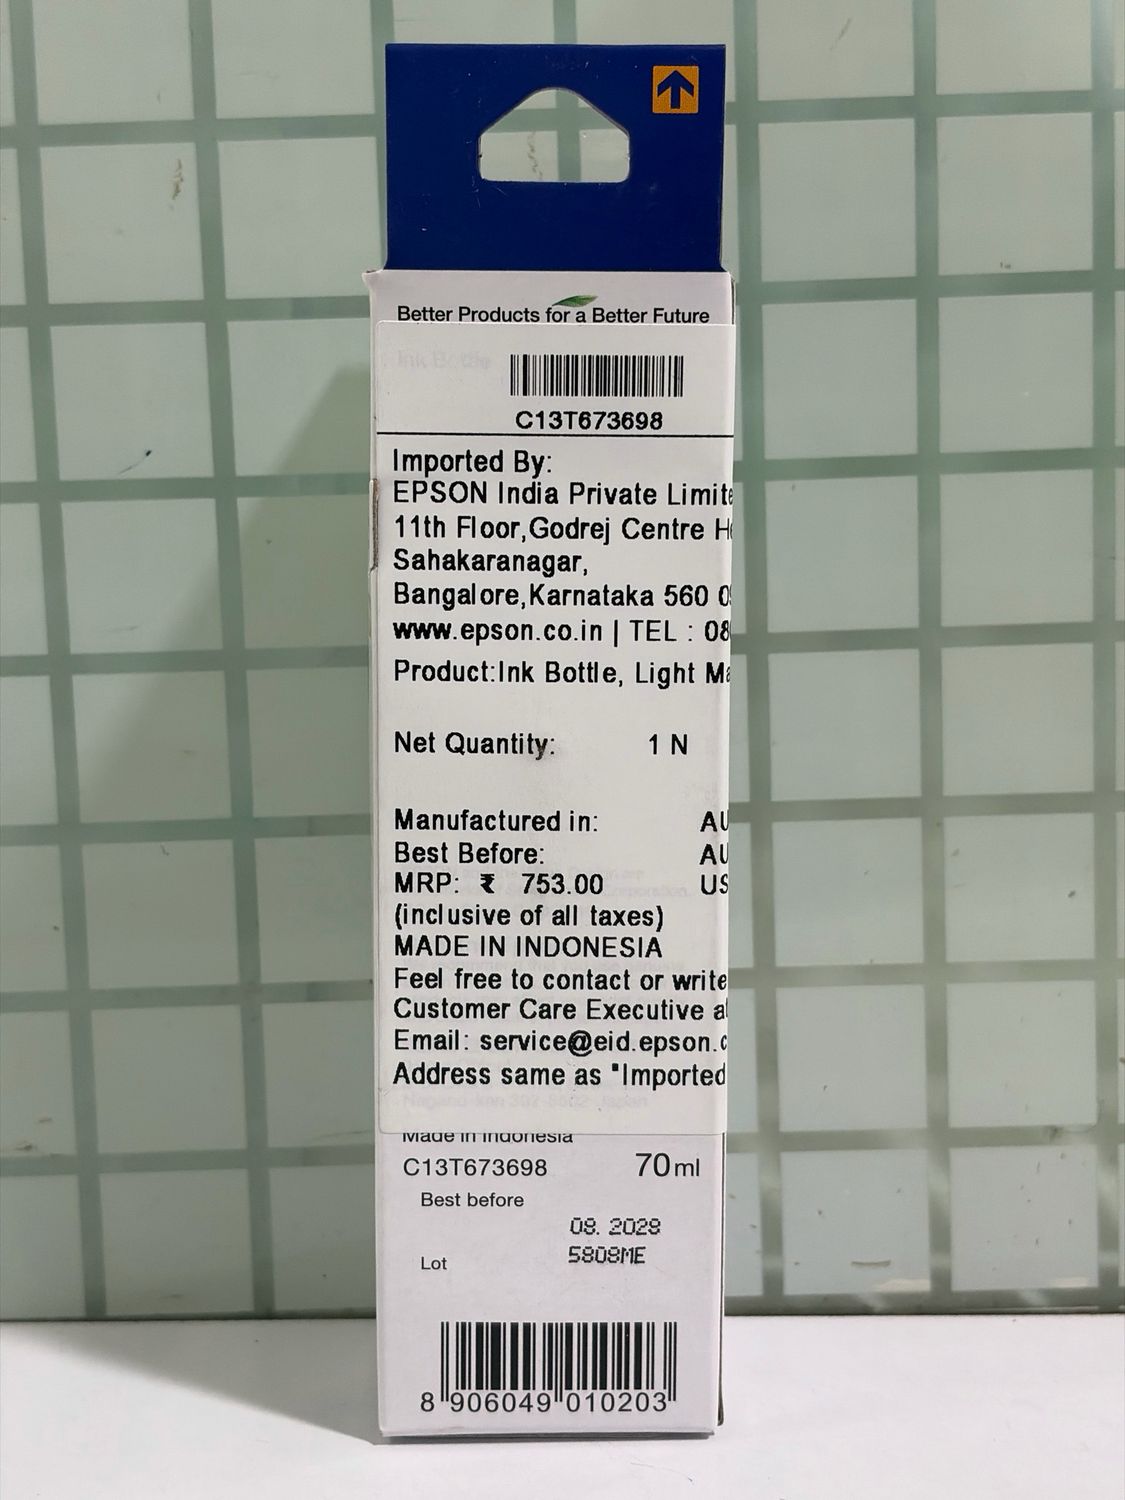 Better Products for a Better Future
Ink Bottle
C13T673698
Imported By:
EPSON India Private Limite
11th Floor,Godrej Centre
Sahakaranagar,
Bangalore,Karnataka 560
www.epson.co.in | TEL : 08
Product:Ink Bottle, Light Ma
Net Quantity: 1 N
Manufactured in: AU
Best Before: AU
MRP: ₹ 753.00 US
(inclusive of all taxes)
MADE IN INDONESIA
Feel free to contact or write
Customer Care Executive a
Email: service@eid.epson.c
Address same as "Imported
Made in Indonesia
C13T673698 70ml
Best before
08. 2028
Lot 5808ME
8 906049 010203